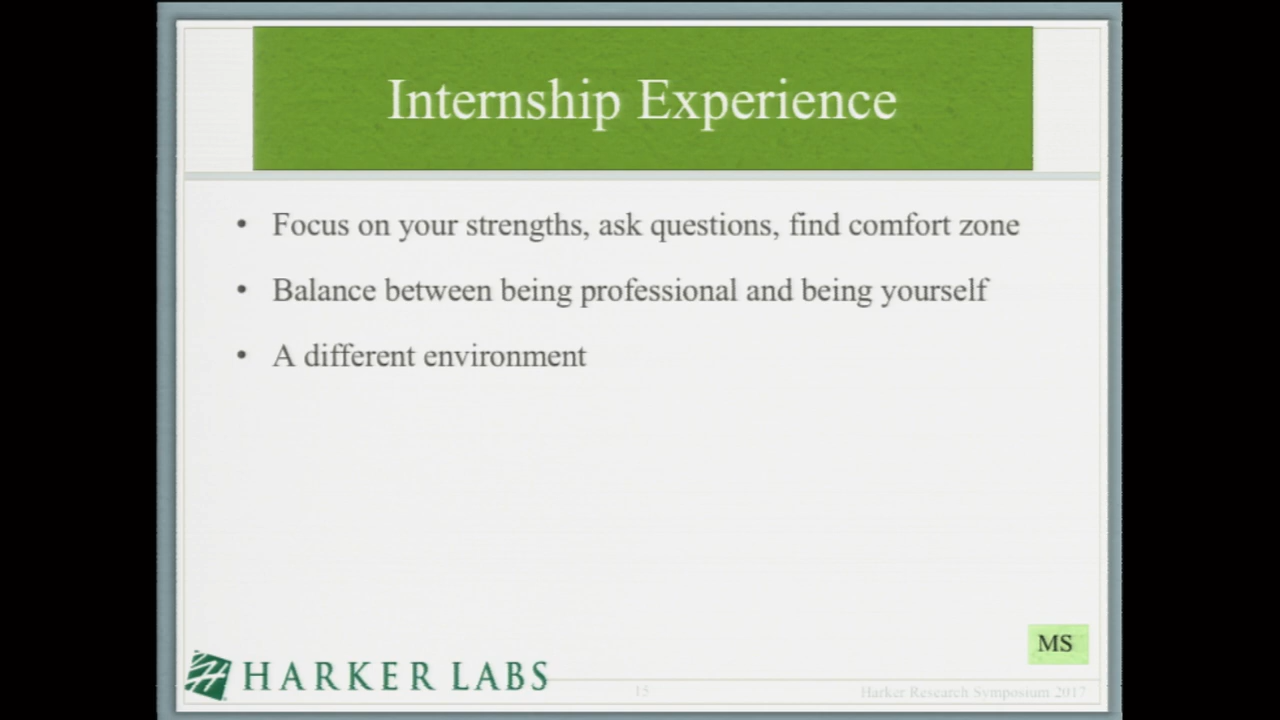 Internship Experience
• Focus on your strengths, ask questions, find comfort zone
• Balance between being professional and being yourself
• A different environment
MS
HARKER LABS
15
Harker Research Symposium 2017